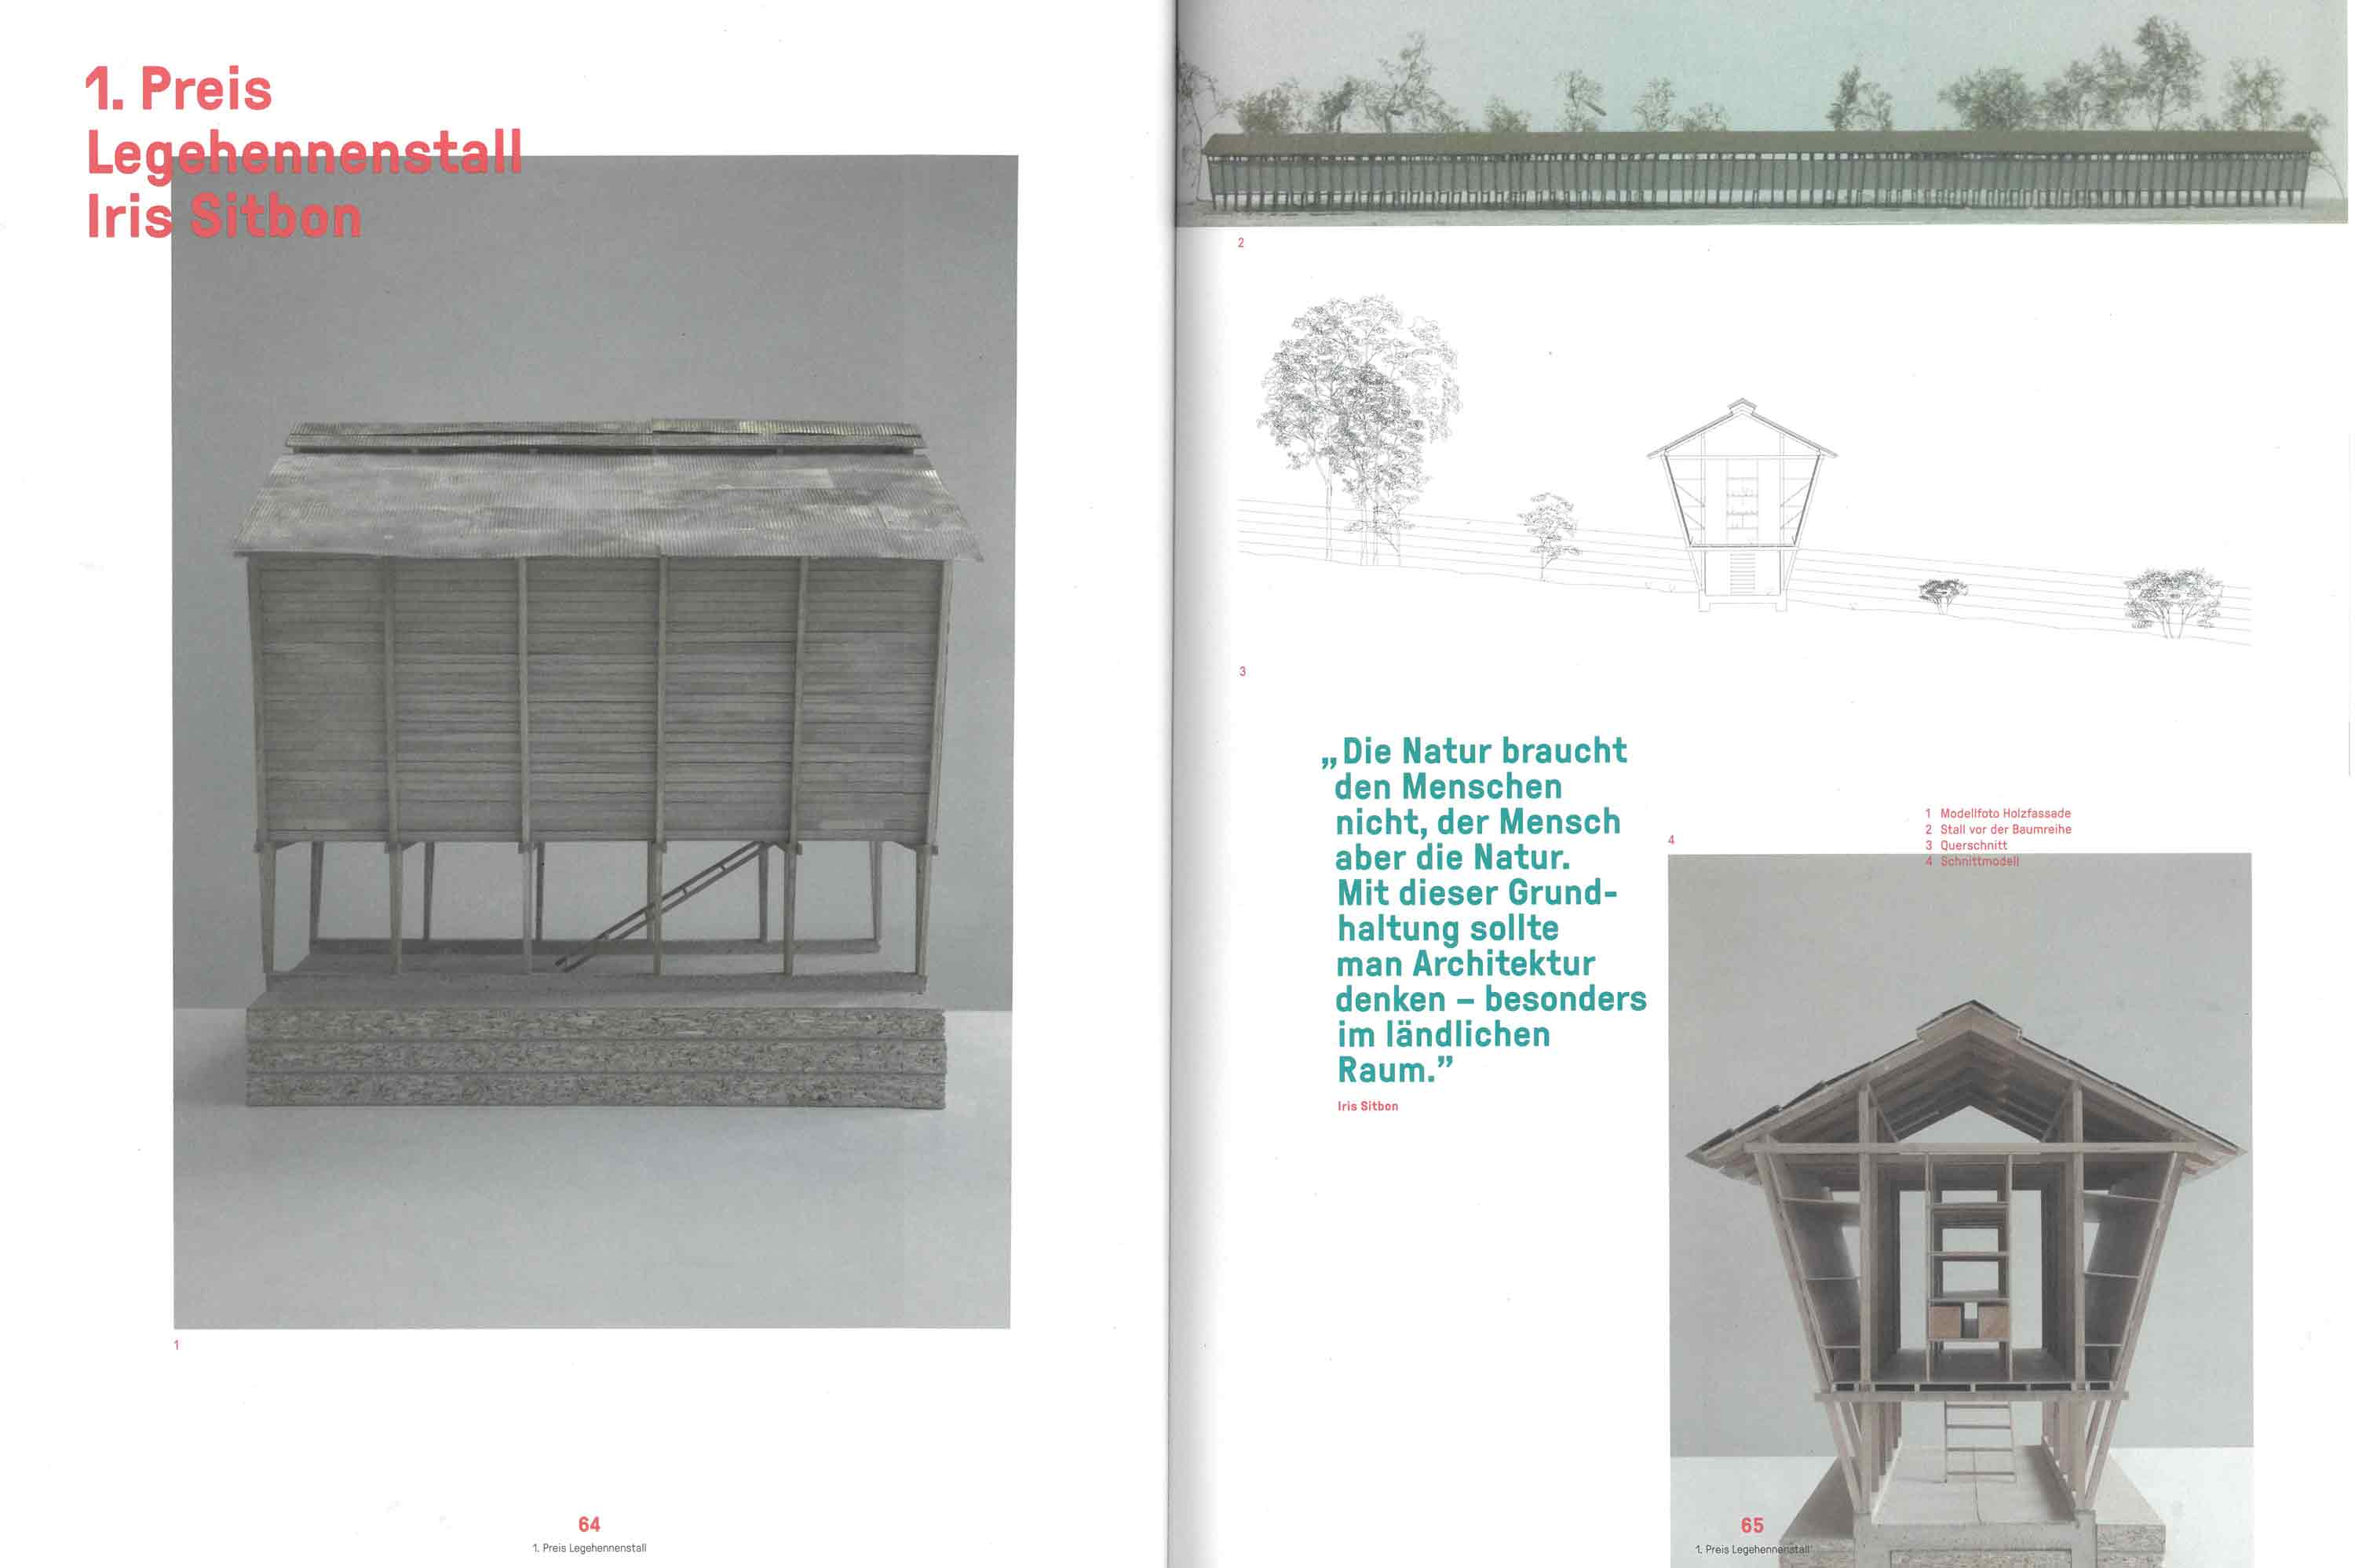 1. Preis
Legehennenstall
Iris Sitbon
1
64
1. Preis Legehennenstall
2
3
„Die Natur braucht
den Menschen
nicht, der Mensch
aber die Natur.
Mit dieser Grund-
haltung sollte
man Architektur
denken – besonders
im ländlichen
Raum.”
Iris Sitbon
1 Modellfoto Holzfassade
2 Stall vor der Baumreihe
3 Querschnitt
4 Schnittmodell
4
65
1. Preis Legehennenstall